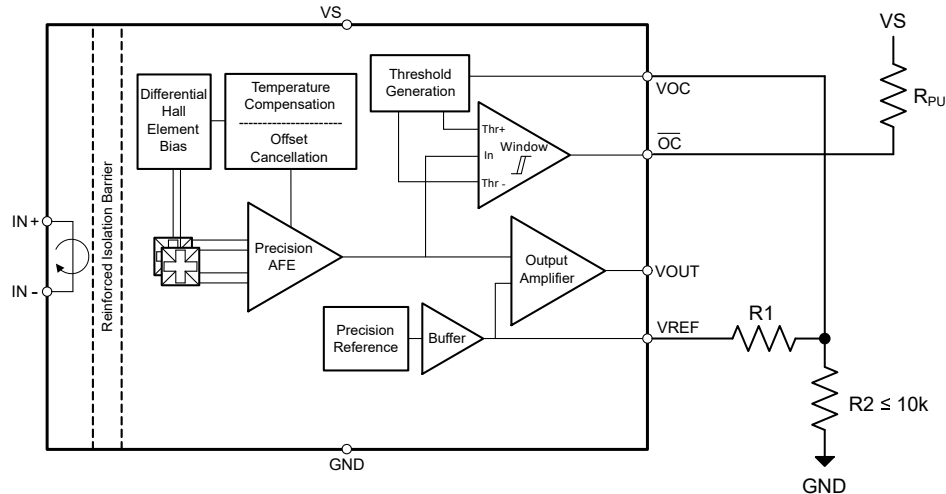 VS
VS
Differential
Hall
Element
Bias
Temperature
Compensation
Offset
Cancellation
Threshold
Generation
VOC
RPU
Thr+
Window
In
Thr -
OC
Reinforced Isolation Barrier
IN +
IN -
Precision
AFE
Output
Amplifier
VOUT
Precision
Reference
Buffer
VREF
R1
R2 ≤ 10k
GND
GND